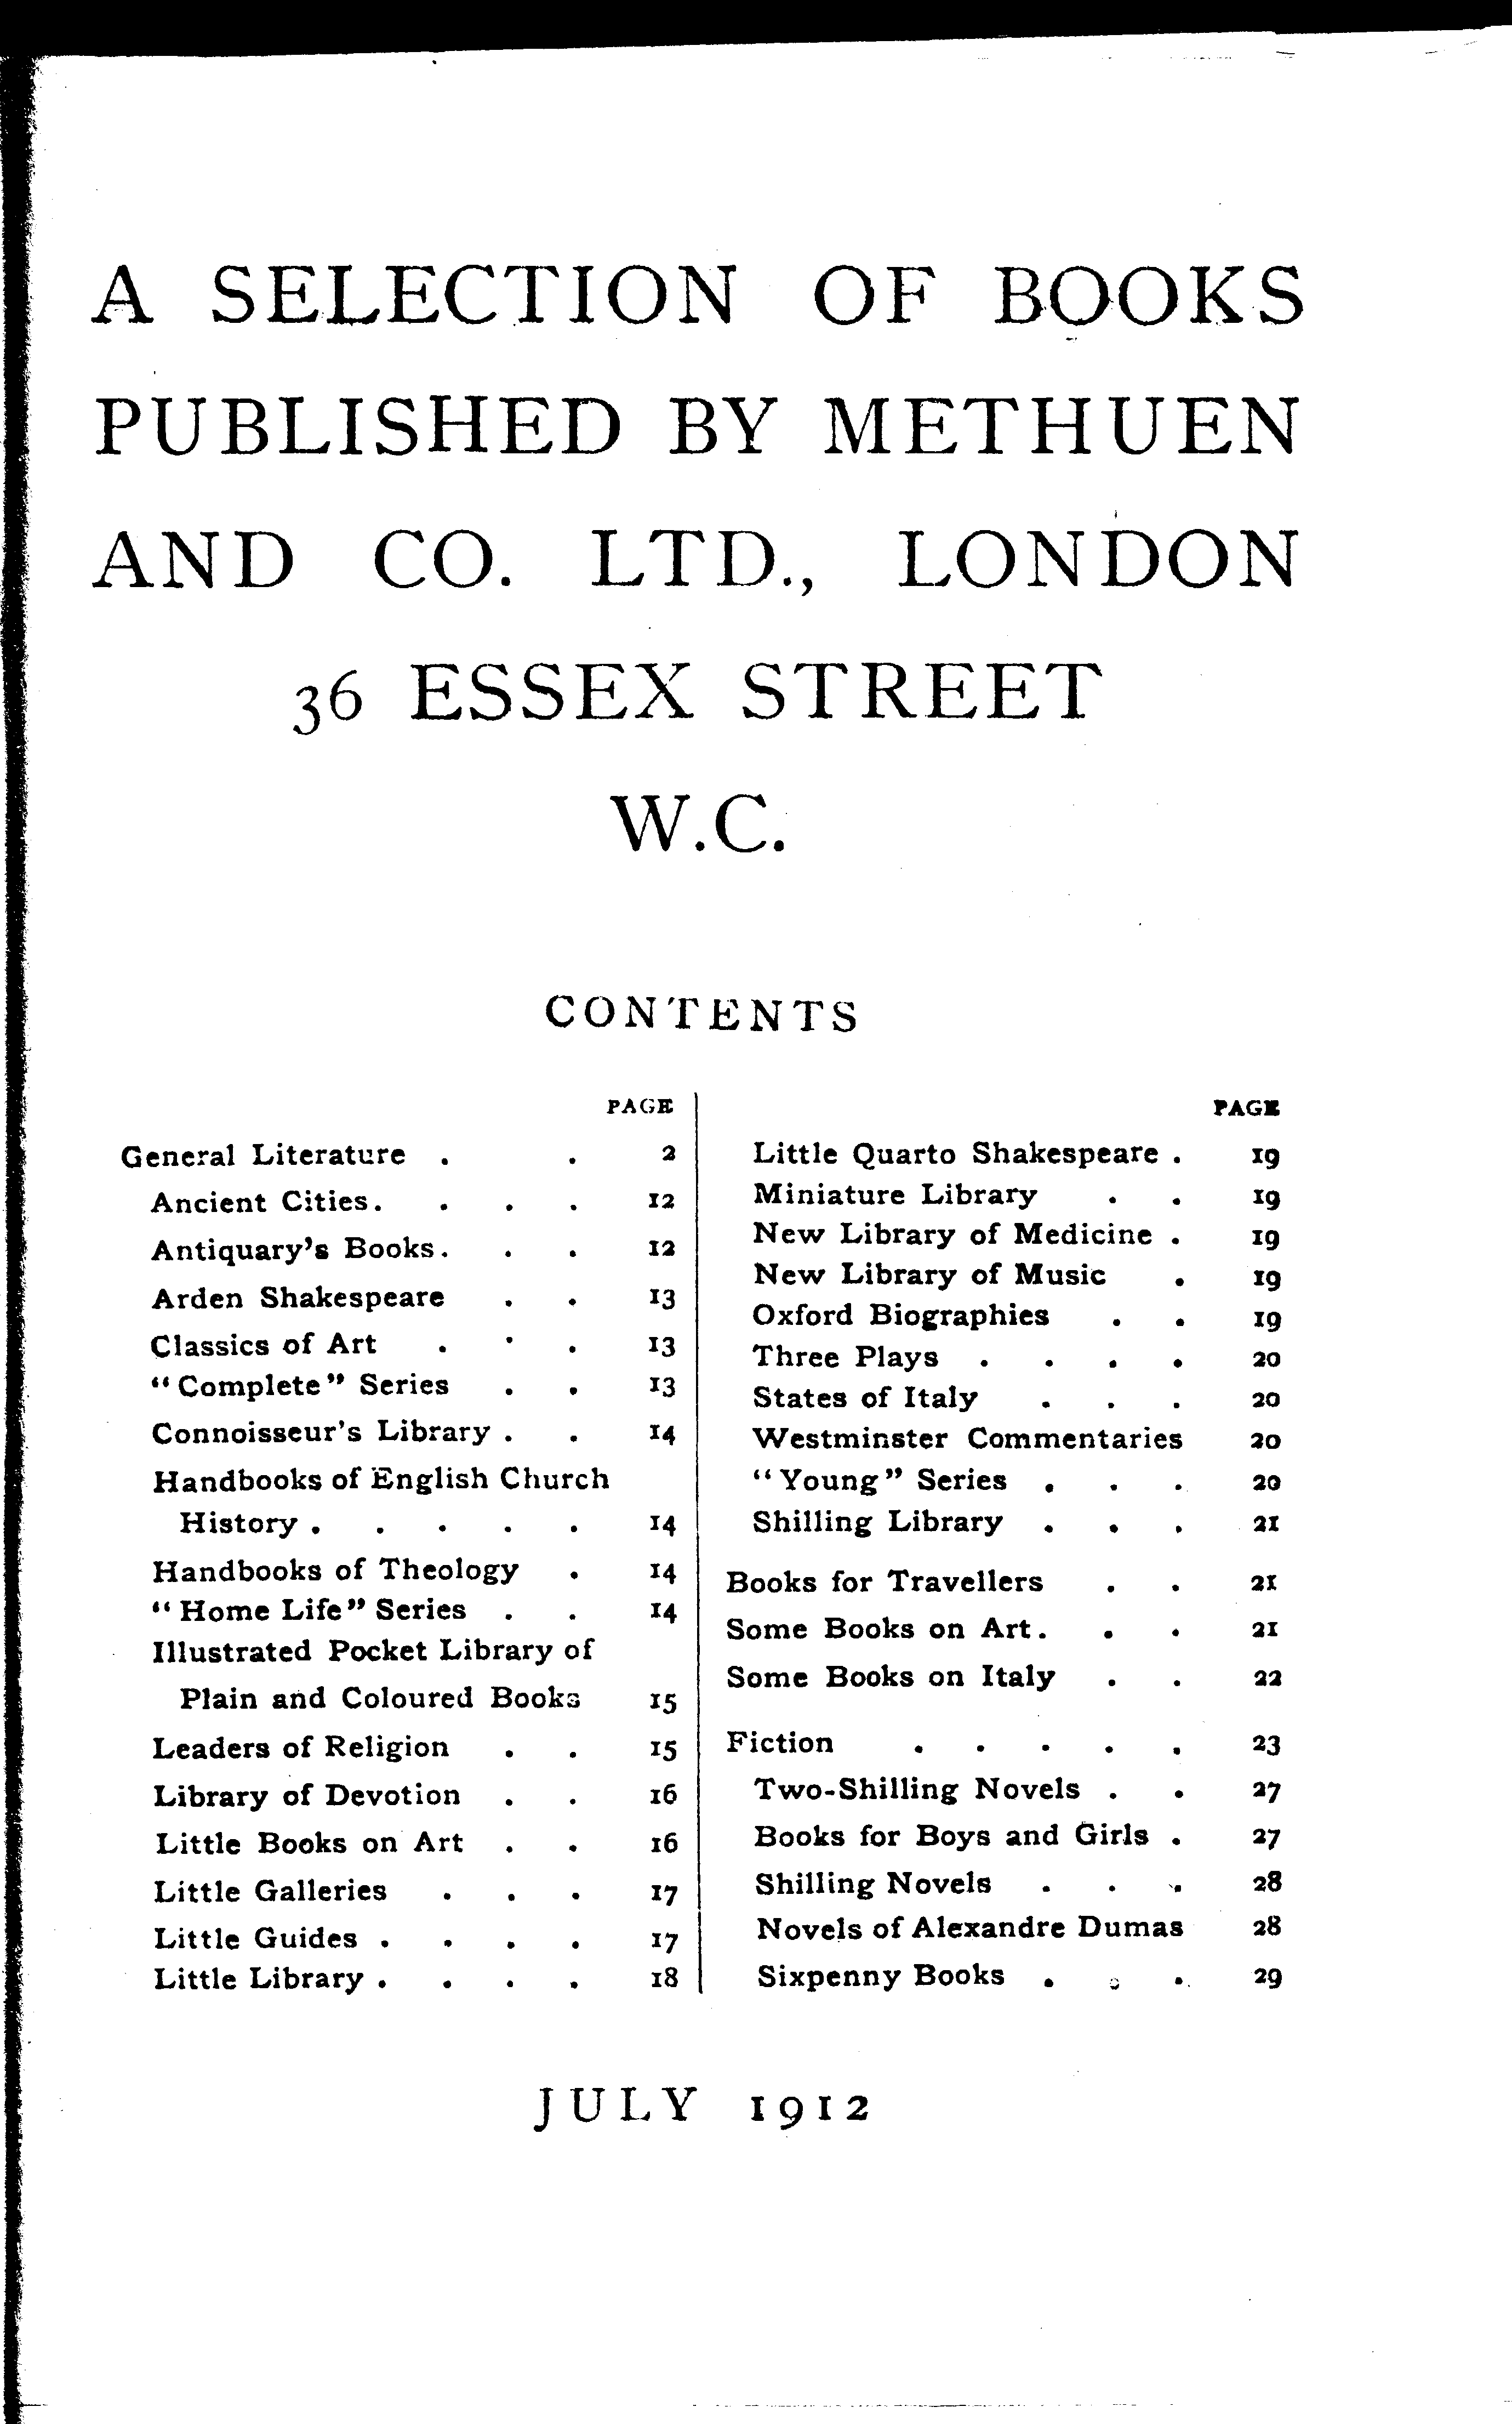 A SELECTION OF BOOKS
PUBLISHED BY METHUEN
AND CO. LTD., LONDON
36 ESSEX STREET
W.C.
CONTENTS
PAGE
General Literature . . 2
Ancient Cities . . . . 12
Antiquary's Books . . . 12
Arden Shakespeare . . 13
Classics of Art . . . 13
"Complete" Series . . 13
Connoisseur's Library . . 14
Handbooks of English Church
History . . . . . 14
Handbooks of Theology . 14
"Home Life" Series . . 14
Illustrated Pocket Library of
Plain and Coloured Books 15
Leaders of Religion . . 15
Library of Devotion . . 16
Little Books on Art . . 16
Little Galleries . . . 17
Little Guides . . . . 17
Little Library . . . . 18
PAGE
Little Quarto Shakespeare . 19
Miniature Library . . 19
New Library of Medicine . 19
New Library of Music . 19
Oxford Biographies . . 19
Three Plays . . . . 20
States of Italy . . . 20
Westminster Commentaries 20
"Young" Series . . . 20
Shilling Library . . . 21
Books for Travellers . . 21
Some Books on Art . . . 21
Some Books on Italy . . 22
Fiction . . . . . 23
Two-Shilling Novels . . 27
Books for Boys and Girls . 27
Shilling Novels . . . 28
Novels of Alexandre Dumas 28
Sixpenny Books . . . 29
JULY 1912